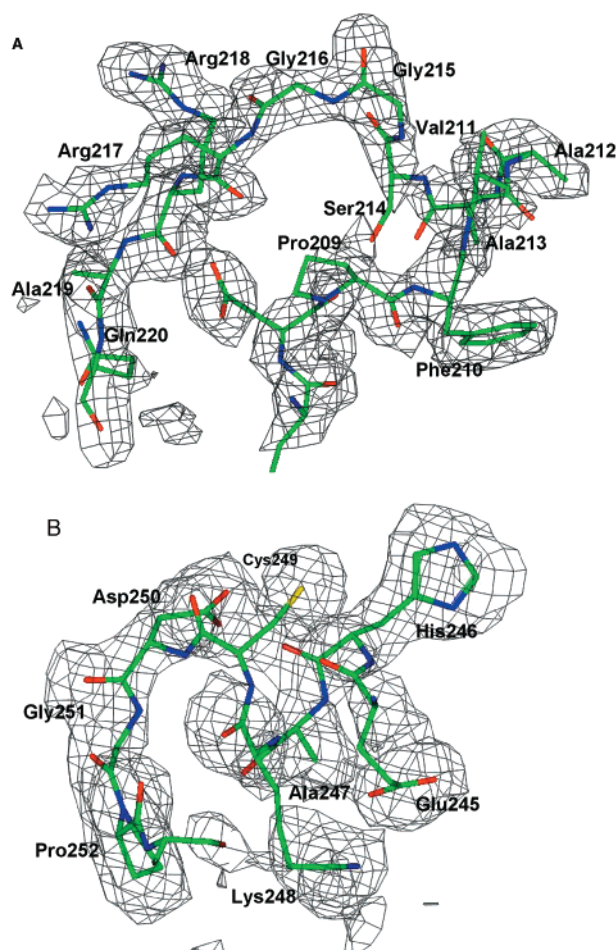 A
Arg218
Gly216
Gly215
Val211
Ala212
Arg217
Ser214
Pro209
Ala213
Ala219
Gln220
Phe210
B
Cys249
Asp250
His246
Gly251
Ala247
Glu245
Pro252
Lys248